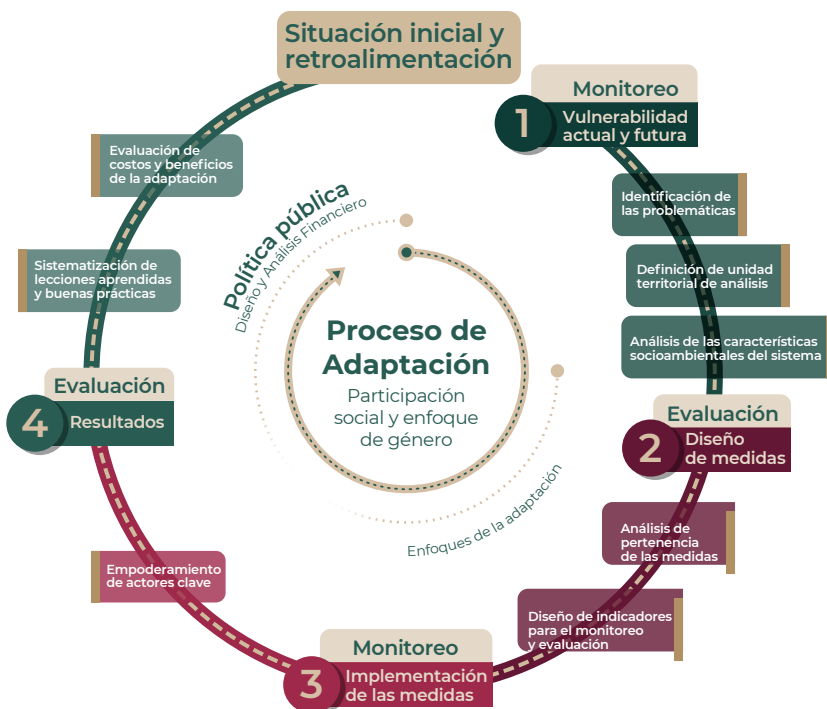 Situación inicial y
retroalimentación
Monitoreo
1
Vulnerabilidad
actual y futura
Identificación de
las problemáticas
Definición de unidad
territorial de análisis
Análisis de las características
socioambientales del sistema
Evaluación
2
Diseño
de medidas
Análisis de
pertenencia
de las medidas
Diseño de indicadores
para el monitoreo
y evaluación
Monitoreo
3
Implementación
de las medidas
Empoderamiento
de actores clave
Evaluación
4
Resultados
Sistematización de
lecciones aprendidas
y buenas prácticas
Evaluación de
costos y beneficios
de la adaptación
Política pública
Diseño y Análisis Financiero
Proceso de
Adaptación
Participación
social y enfoque
de género
Enfoques de la adaptación